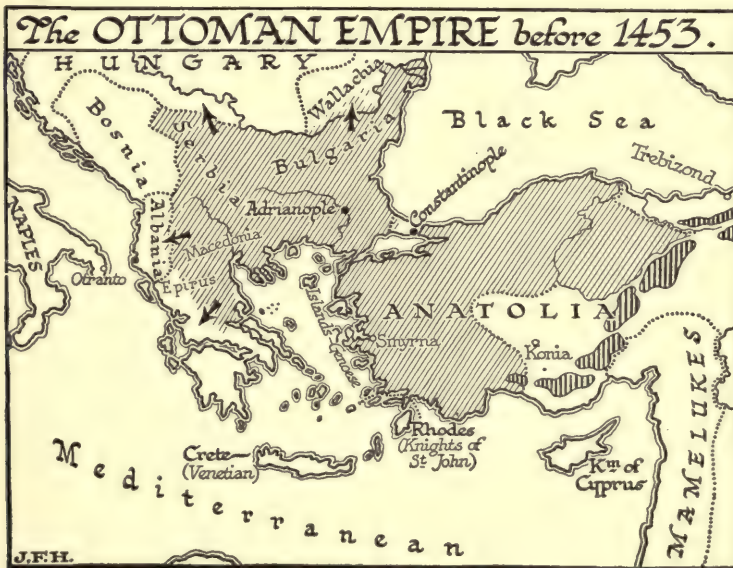 The OTTOMAN EMPIRE before 1453.
HUNGARY
Wallachia
Bosnia
Serbia
Bulgaria
Black Sea
Trebizond
Constantinople
Adrianople
NAPLES
Albania
Macedonia
Otranto
Epirus
Islands-Genoese
ANATOLIA
Smyrna
Konia
MAMELUKES
Rhodes
(Knights of
St John)
Crete—
(Venetian)
Km of
Cyprus
Mediterranean
J.F.H.